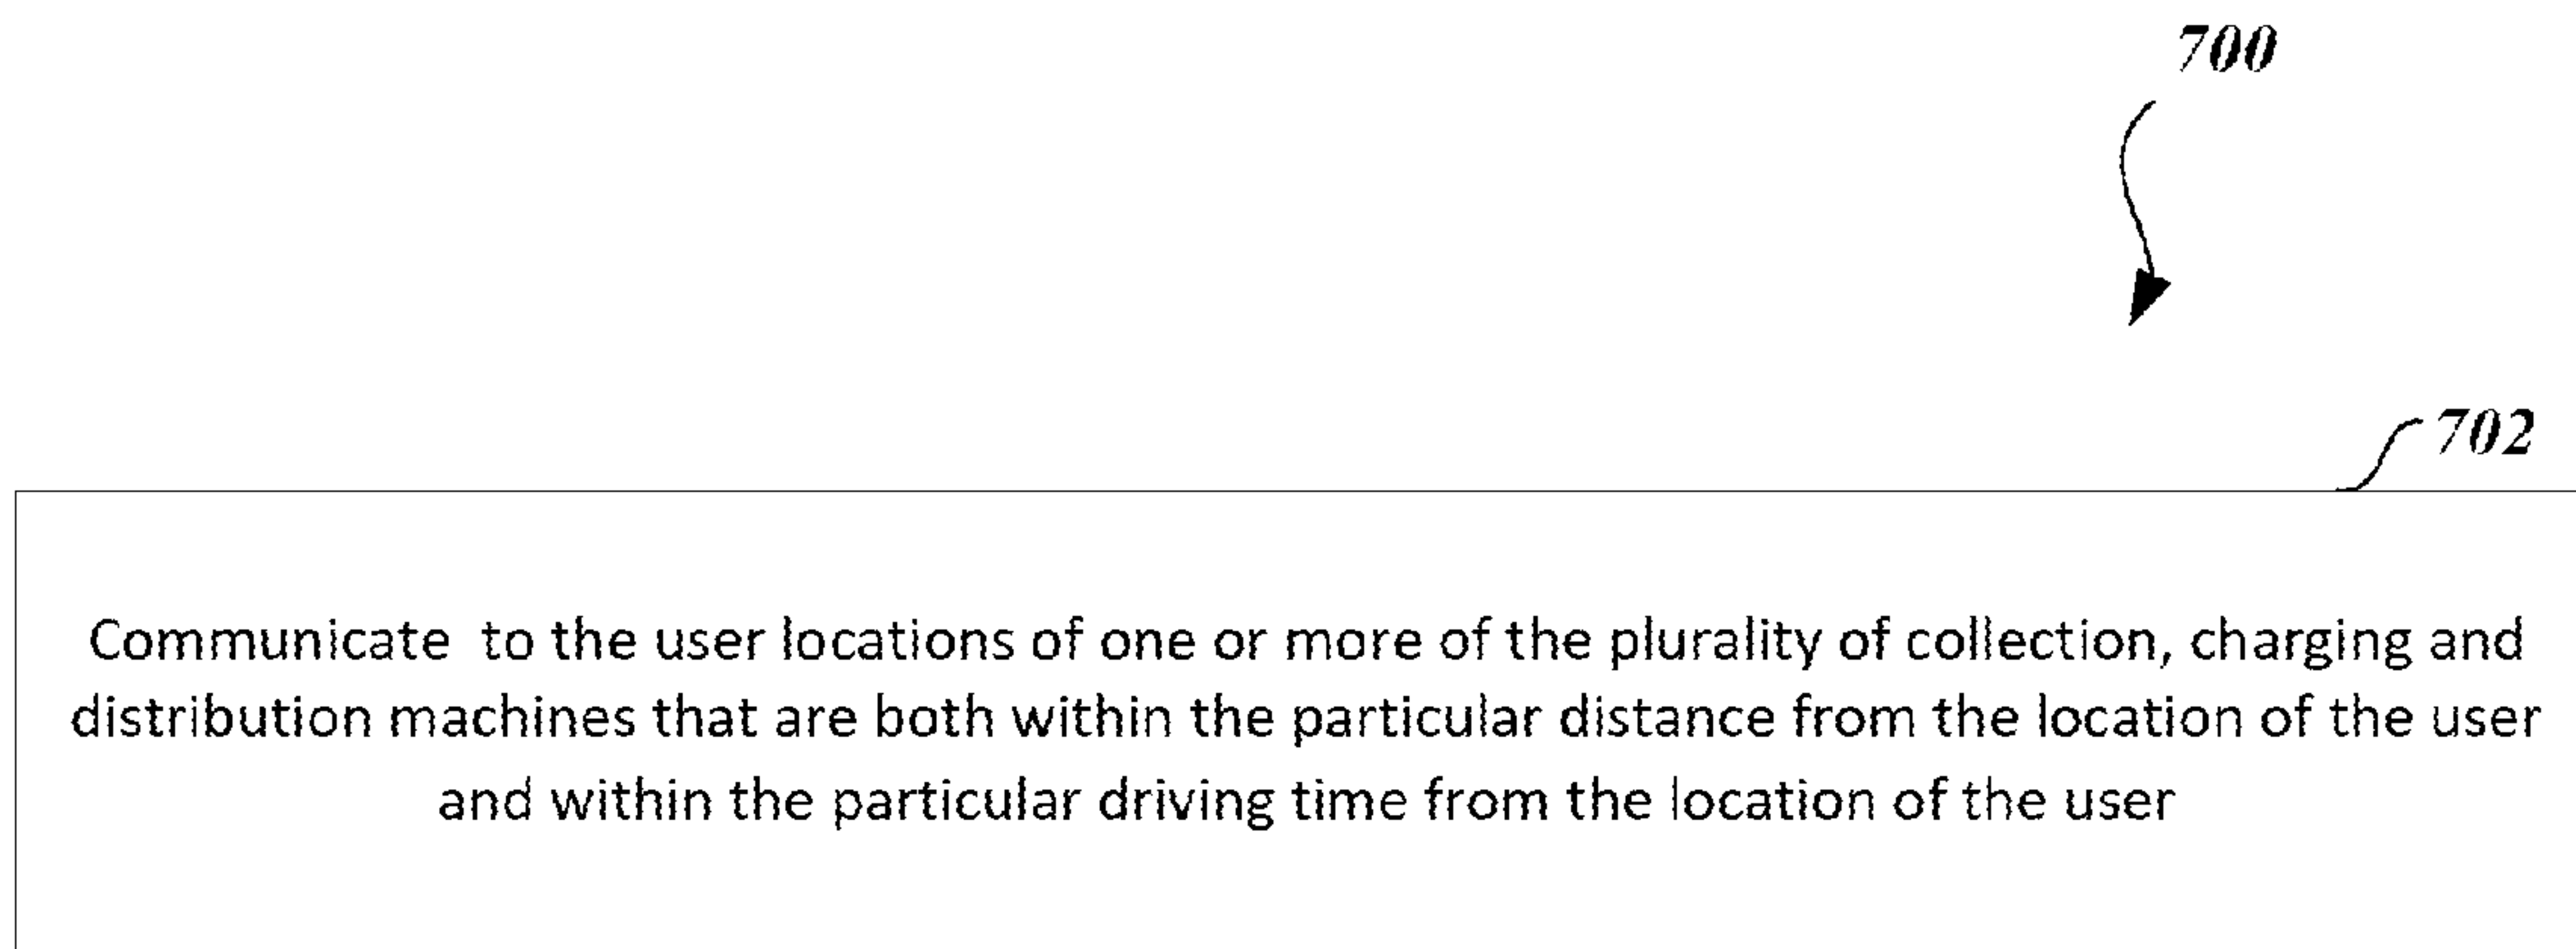 700
702
Communicate to the user locations of one or more of the plurality of collection, charging and
distribution machines that are both within the particular distance from the location of the user
and within the particular driving time from the location of the user